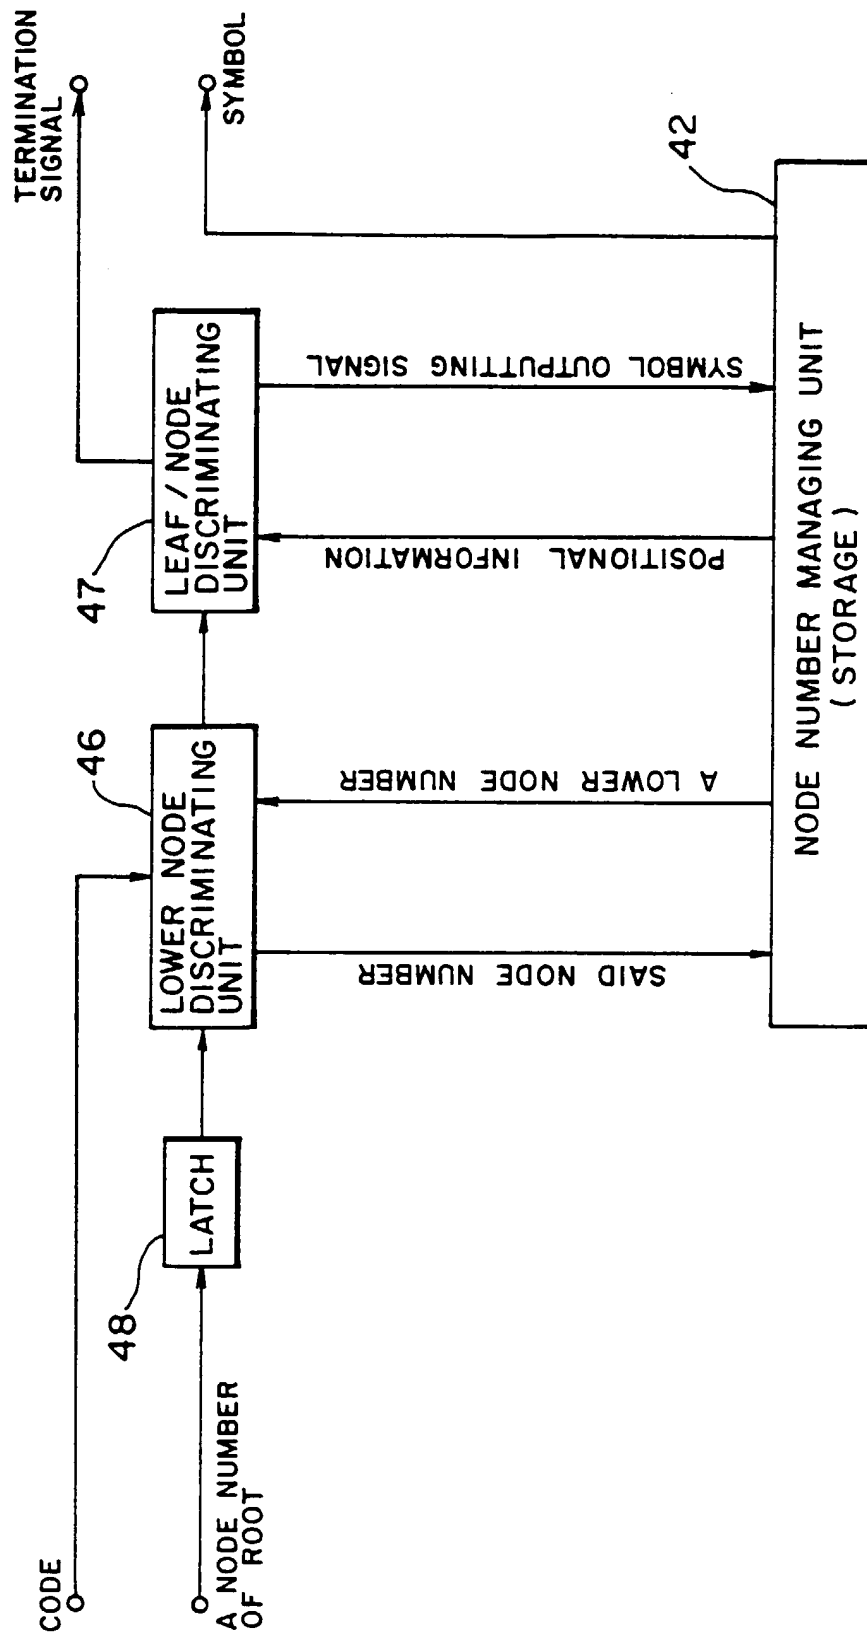 CODE
A NODE NUMBER
OF ROOT
48
LATCH
46
LOWER NODE
DISCRIMINATING
UNIT
47
LEAF / NODE
DISCRIMINATING
UNIT
TERMINATION
SIGNAL
SYMBOL
SAID NODE NUMBER
A LOWER NODE NUMBER
POSITIONAL INFORMATION
SYMBOL OUTPUTTING SIGNAL
42
NODE NUMBER MANAGING UNIT
( STORAGE )